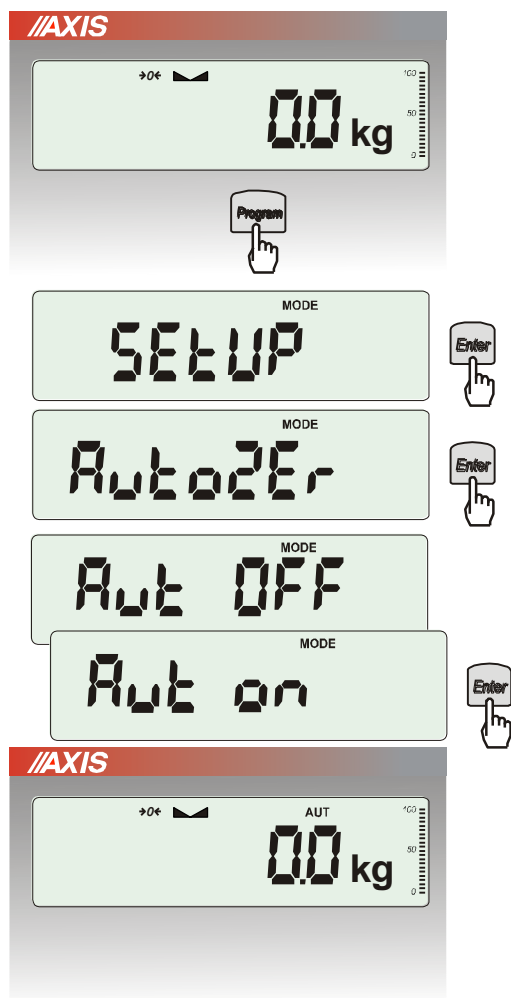 //AXIS
→0← 100
50
0.0 kg
0
Program
MODE
SEtUP
Enter
MODE
AutoZEr
Enter
MODE
Aut OFF
MODE
Aut on
Enter
//AXIS
→0← AUT 100
50
0.0 kg
0